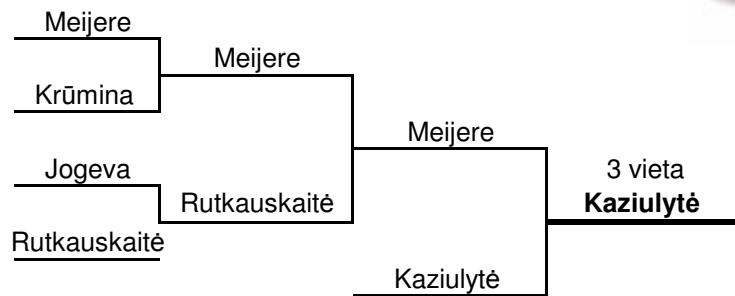 Meijere
Meijere
Krūmina
Meijere
Jogeva
3 vieta
Rutkauskaitė
Kaziulytė
Rutkauskaitė
Kaziulytė